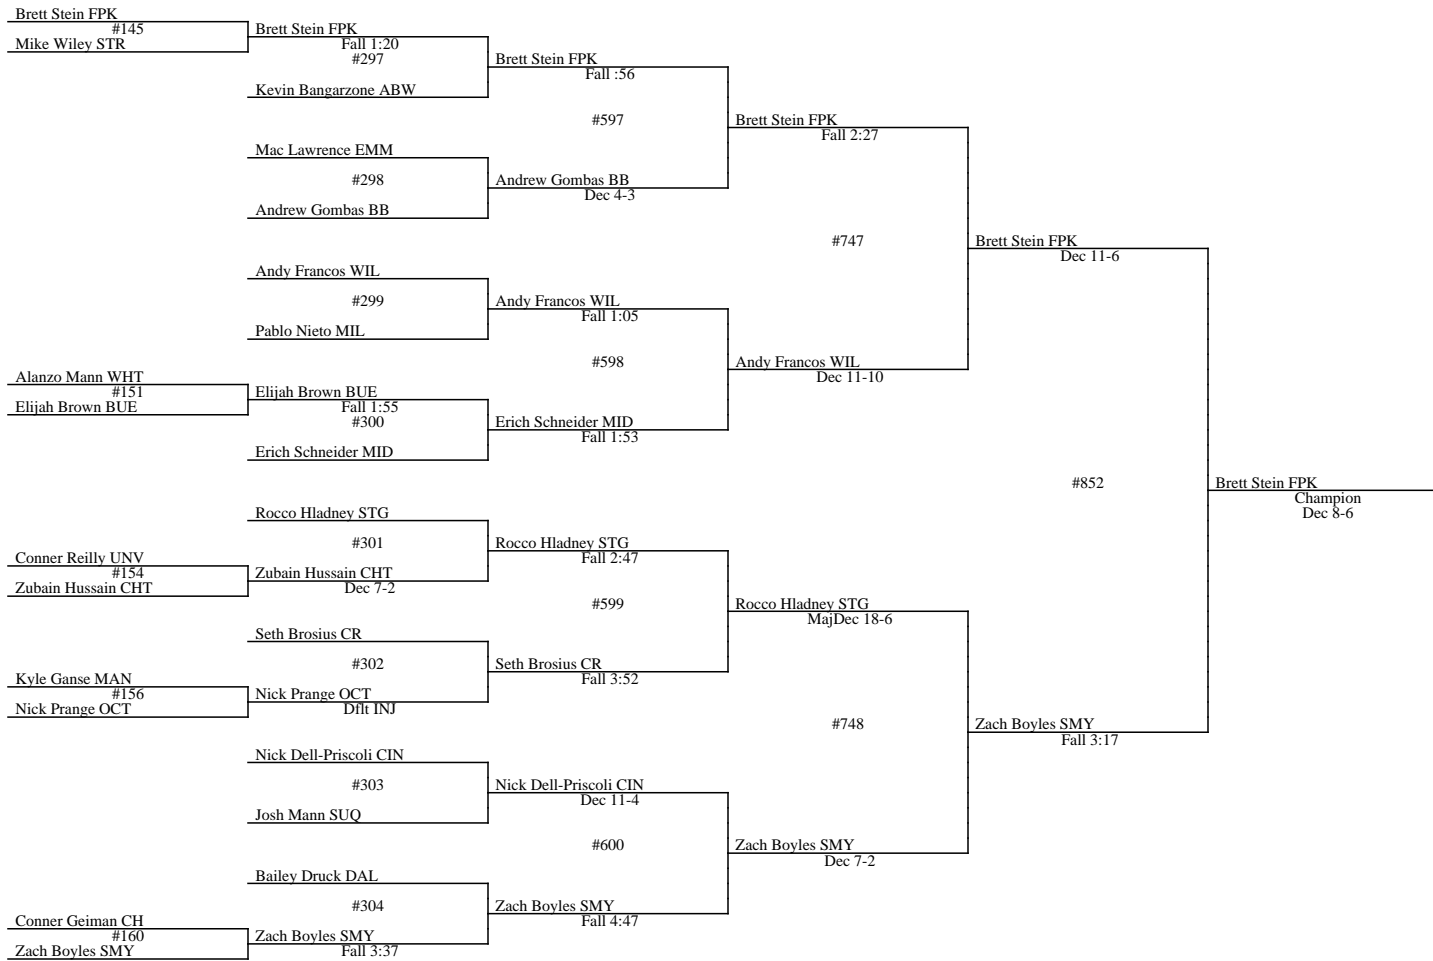 Brett Stein FPK
#145
Mike Wiley STR
Brett Stein FPK
Fall 1:20
#297
Kevin Bangarzone ABW
Brett Stein FPK
Fall :56
#597
Mac Lawrence EMM
#298
Andrew Gombas BB
Andrew Gombas BB
Dec 4-3
Brett Stein FPK
Fall 2:27
#747
Andy Francos WIL
#299
Pablo Nieto MIL
Andy Francos WIL
Fall 1:05
#598
Alanzo Mann WHT
#151
Elijah Brown BUE
Elijah Brown BUE
Fall 1:55
#300
Erich Schneider MID
Erich Schneider MID
Fall 1:53
Andy Francos WIL
Dec 11-10
Brett Stein FPK
Dec 11-6
#852
Rocco Hladney STG
#301
Conner Reilly UNV
#154
Zubain Hussain CHT
Zubain Hussain CHT
Dec 7-2
Rocco Hladney STG
Fall 2:47
#599
Seth Brosius CR
#302
Kyle Ganse MAN
#156
Nick Prange OCT
Nick Prange OCT
Dflt INJ
Seth Brosius CR
Fall 3:52
Rocco Hladney STG
MajDec 18-6
#748
Nick Dell-Priscoli CIN
#303
Josh Mann SUQ
Nick Dell-Priscoli CIN
Dec 11-4
#600
Bailey Druck DAL
#304
Conner Geiman CH
#160
Zach Boyles SMY
Zach Boyles SMY
Fall 3:37
Zach Boyles SMY
Fall 4:47
Zach Boyles SMY
Dec 7-2
Zach Boyles SMY
Fall 3:17
Brett Stein FPK
Champion
Dec 8-6